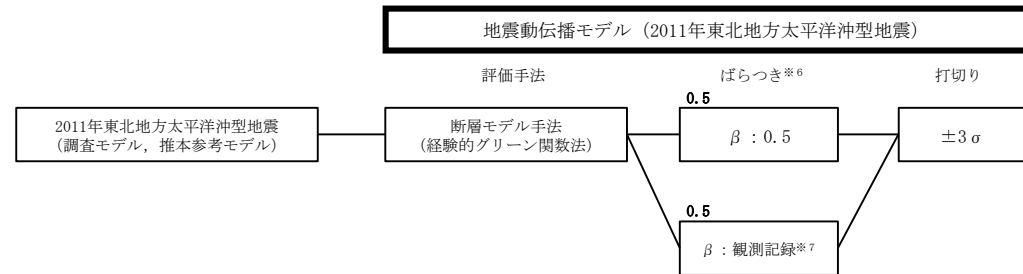 地震動伝播モデル（2011年東北地方太平洋沖型地震）
評価手法
ばらつき※6
打切り
2011年東北地方太平洋沖型地震
（調査モデル，推本参考モデル）
断層モデル手法
（経験的グリーン関数法）
0.5
β：0.5
±3σ
0.5
β：観測記録※7